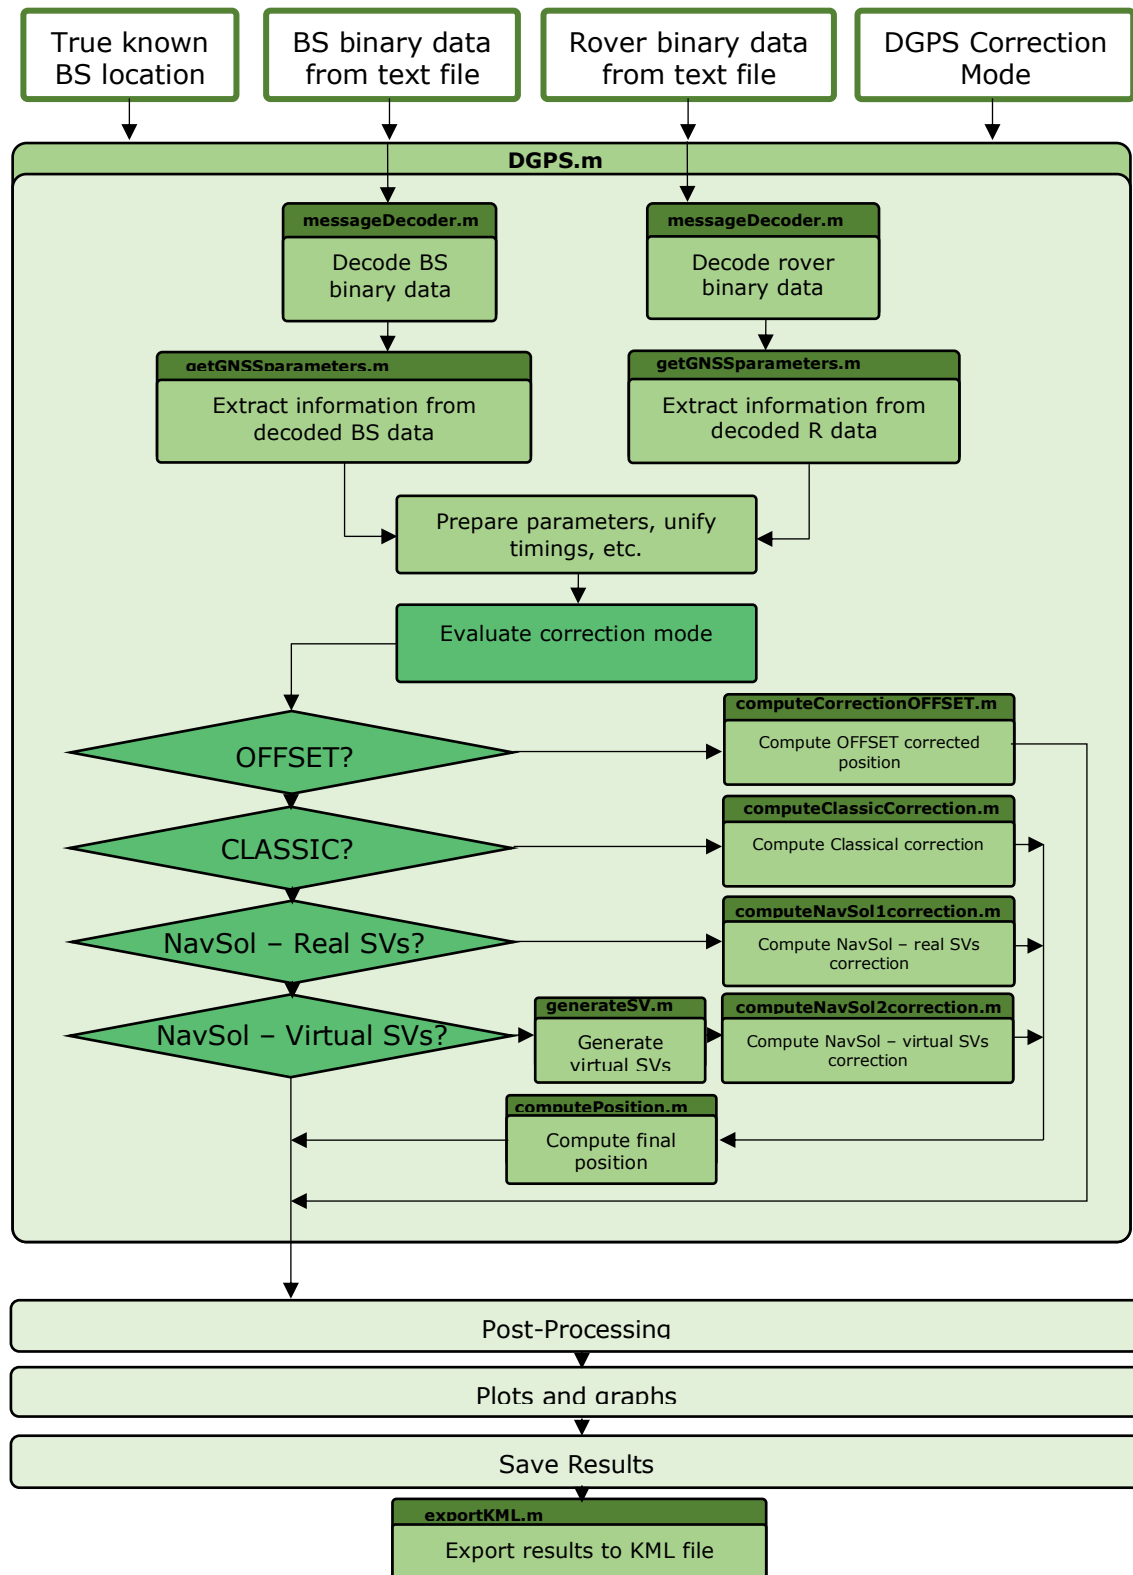 True known
BS location
BS binary data
from text file
Rover binary data
from text file
DGPS Correction
Mode
DGPS.m
messageDecoder.m
Decode BS
binary data
messageDecoder.m
Decode rover
binary data
getGNSSparameters.m
Extract information from
decoded BS data
getGNSSparameters.m
Extract information from
decoded R data
Prepare parameters, unify
timings, etc.
Evaluate correction mode
OFFSET?
computeCorrectionOFFSET.m
Compute OFFSET corrected
position
CLASSIC?
computeClassicCorrection.m
Compute Classical correction
NavSol – Real SVs?
computeNavSol1correction.m
Compute NavSol – real SVs
correction
NavSol – Virtual SVs?
generateSV.m
Generate
virtual SVs
computeNavSol2correction.m
Compute NavSol – virtual SVs
correction
computePosition.m
Compute final
position
Post-Processing
Plots and graphs
Save Results
exportKML.m
Export results to KML file